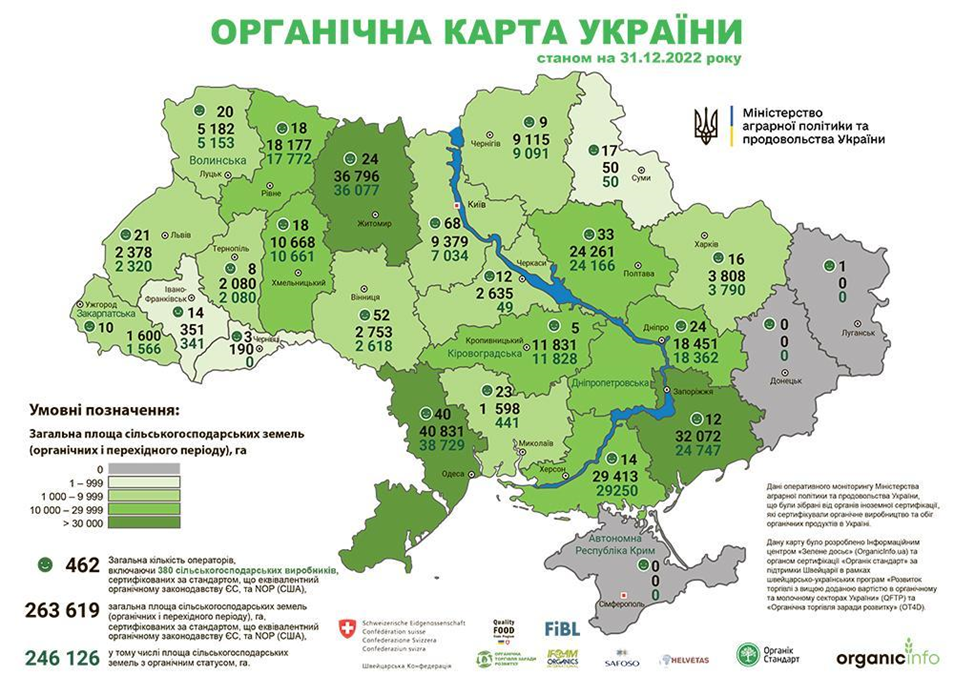 ОРГАНІЧНА КАРТА УКРАЇНИ
станом на 31.12.2022 року
Міністерство
аграрної політики та
продовольства України
20
5 182
5 153
Волинська
Луцьк
18
18 177
17 772
Рівне
24
36 796
36 077
Житомир
9
9 115
9 091
Чернігів
17
50
50
Суми
Київ
68
9 379
7 034
21
2 378
2 320
Львів
Тернопіль
8
2 080
2 080
18
10 668
10 661
Хмельницький
33
24 261
24 166
Полтава
Харків
16
3 808
3 790
1
0
0
Луганськ
Черкаси
12
2 635
49
Ужгород
Закарпатська
10
1 600
1 566
Івано-
Франківськ
14
351
341
3
190
0
Чернівці
Вінниця
52
2 753
2 618
5
Кропивницький
11 831
Кіровоградська
11 828
Дніпро
24
18 451
18 362
Дніпропетровська
0
0
0
Донецьк
Запоріжжя
12
32 072
24 747
23
1 598
441
Миколаїв
40
40 831
38 729
Одеса
Херсон
14
29 413
29250
Автономна
Республіка Крим
0
0
0
Сімферополь
Умовні позначення:
Загальна площа сільськогосподарських земель
(органічних і перехідного періоду), га
0
1 – 999
1 000 – 9 999
10 000 – 29 999
> 30 000
462
Загальна кількість операторів,
включаючи 380 сільськогосподарських виробників,
сертифікованих за стандартом, що еквівалентний
органічному законодавству ЄС, та NOP (США),
263 619
загальна площа сільськогосподарських земель
(органічних і перехідного періоду), га,
сертифікованих за стандартом, що еквівалентний
органічному законодавству ЄС, та NOP (США),
246 126
у тому числі площа сільськогосподарських
земель з органічним статусом, га.
Дані оперативного моніторингу Міністерства
аграрної політики та продовольства України,
що були зібрані від органів іноземної сертифікації,
які сертифікували органічне виробництво та обіг
органічних продуктів в Україні.
Дану карту було розроблено Інформаційним
центром «Зелене досьє» (OrganicInfo.ua) та
органом сертифікації «Органік стандарт» за
підтримки Швейцарії в рамках
швейцарсько-українських програм «Розвиток
торгівлі з вищою доданою вартістю в органічному
та молочному секторах України» (QFTP) та
«Органічна торгівля заради розвитку» (OT4D).
Schweizerische Eidgenossenschaft
Confédération suisse
Confederazione Svizzera
Confederaziun svizra
Швейцарська Конфедерація
Quality
FOOD
FiBL
ОРГАНІЧНА
ТОРГІВЛЯ ЗАРАДИ
РОЗВИТКУ
IFOAM
ORGANICS
SAFOSO
HELVETAS
Органік
Стандарт
organicinfo